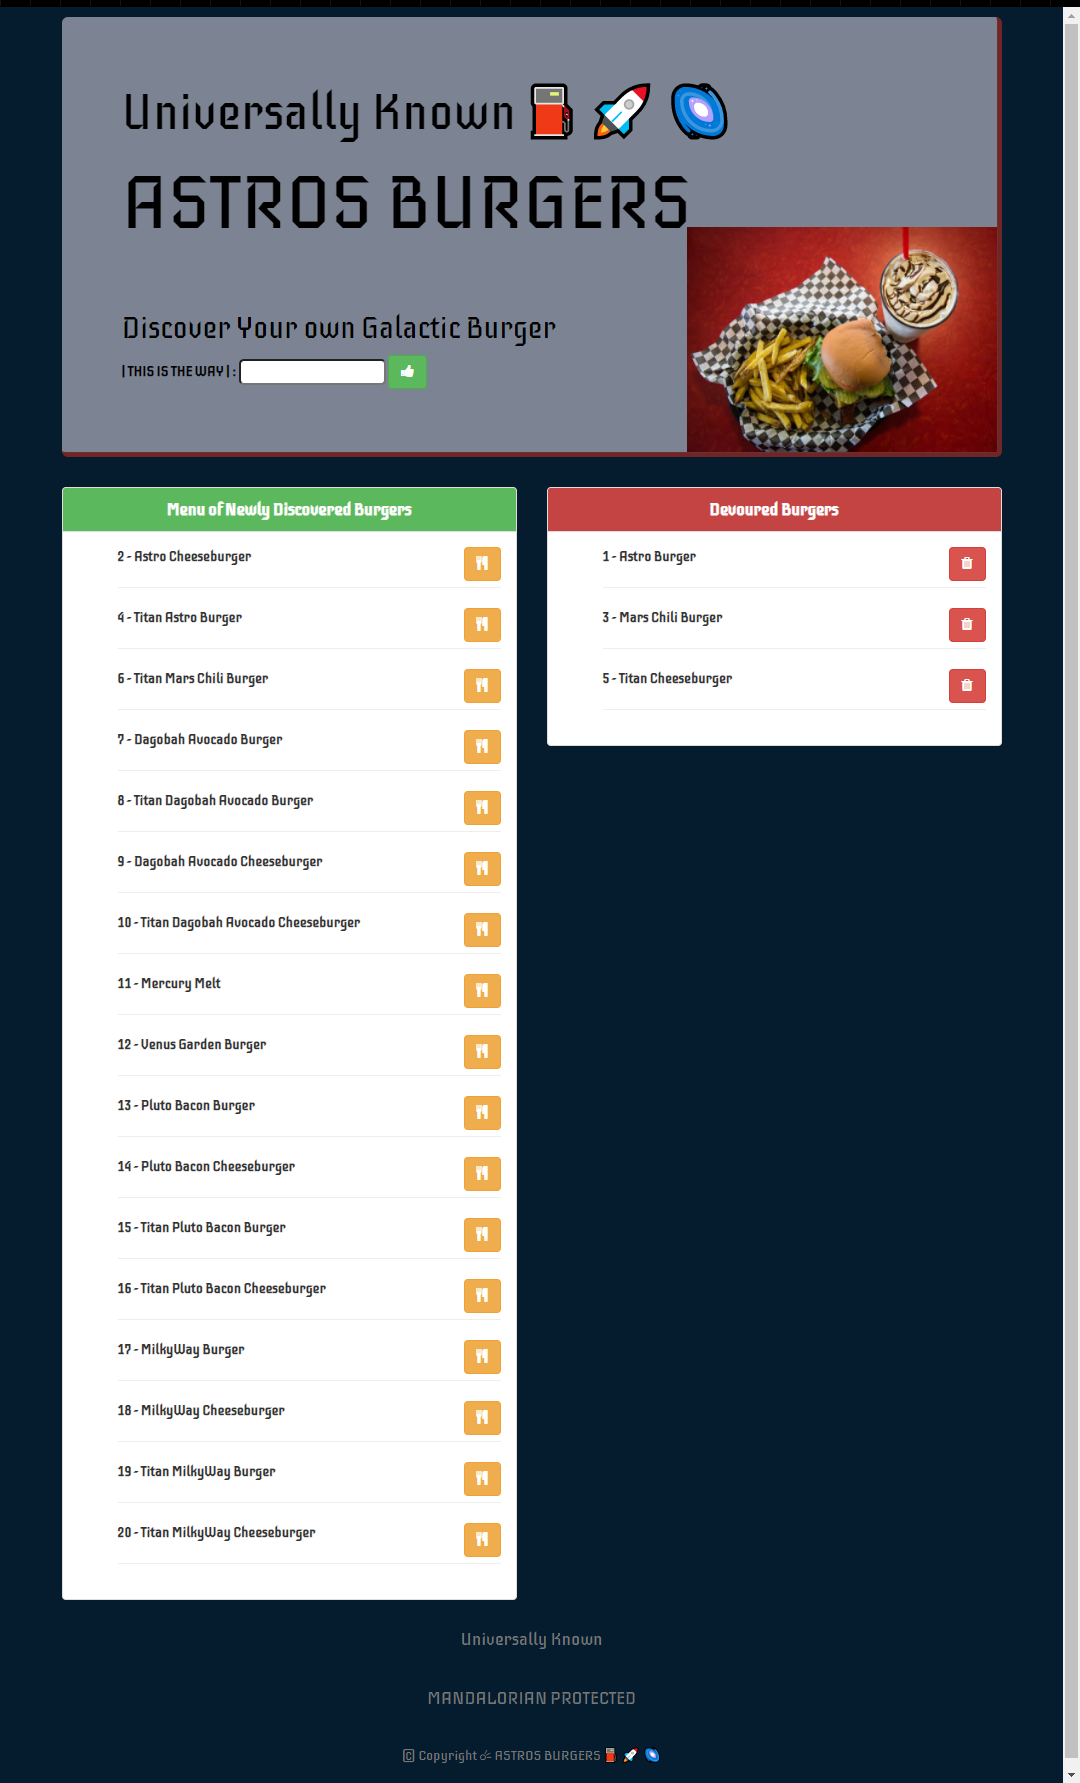 Universally Known ⛽ 🚀 🌌
ASTROS BURGERS
Discover Your own Galactic Burger
| THIS IS THE WAY | :
Menu of Newly Discovered Burgers
2 - Astro Cheeseburger
4 - Titan Astro Burger
6 - Titan Mars Chili Burger
7 - Dagobah Avocado Burger
8 - Titan Dagobah Avocado Burger
9 - Dagobah Avocado Cheeseburger
10 - Titan Dagobah Avocado Cheeseburger
11 - Mercury Melt
12 - Venus Garden Burger
13 - Pluto Bacon Burger
14 - Pluto Bacon Cheeseburger
15 - Titan Pluto Bacon Burger
16 - Titan Pluto Bacon Cheeseburger
17 - MilkyWay Burger
18 - MilkyWay Cheeseburger
19 - Titan MilkyWay Burger
20 - Titan MilkyWay Cheeseburger
Devoured Burgers
1 - Astro Burger
3 - Mars Chili Burger
5 - Titan Cheeseburger
Universally Known
MANDALORIAN PROTECTED
🄲 Copyright ASTROS BURGERS ⛽ 🚀 🌌